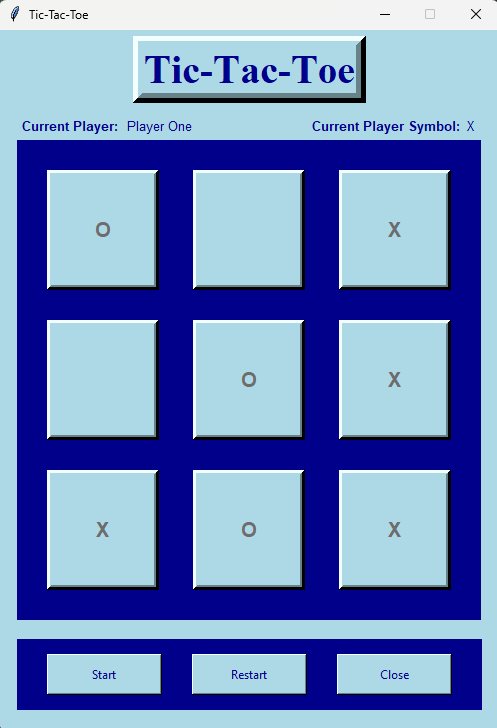 Tic-Tac-Toe
Tic-Tac-Toe
Current Player: Player One Current Player Symbol: X
O X
O X
X O X
Start Restart Close